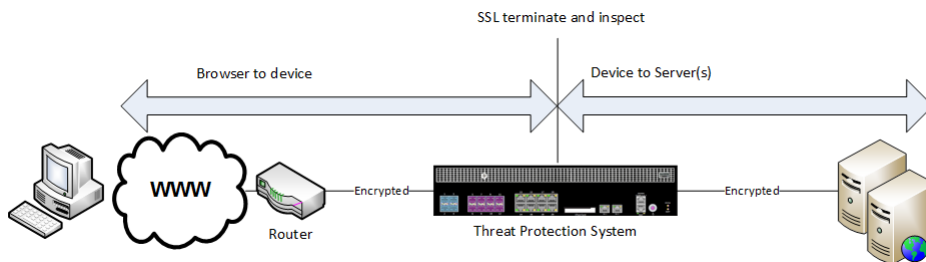 SSL terminate and inspect
Browser to device
Device to Server(s)
WWW
Encrypted
Encrypted
Router
Threat Protection System